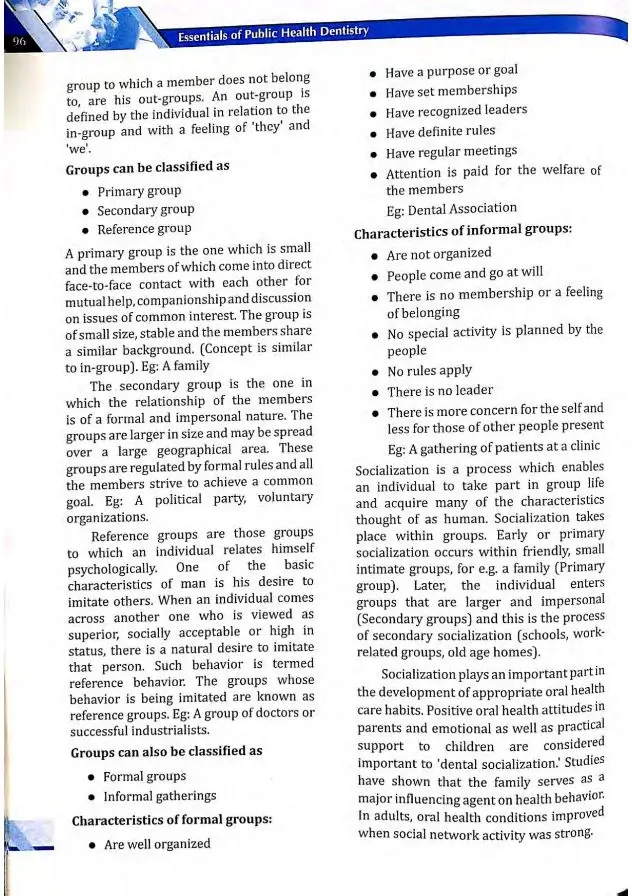 96
Essentials of Public Health Dentistry
group to which a member does not belong
to, are his out-groups. An out-group is
defined by the individual in relation to the
in-group and with a feeling of 'they' and
'we'.
Groups can be classified as
• Primary group
• Secondary group
• Reference group
A primary group is the one which is small
and the members of which come into direct
face-to-face contact with each other for
mutual help, companionship and discussion
on issues of common interest. The group is
of small size, stable and the members share
a similar background. (Concept is similar
to in-group). Eg: A family
The secondary group is the one in
which the relationship of the members
is of a formal and impersonal nature. The
groups are larger in size and may be spread
over a large geographical area. These
groups are regulated by formal rules and all
the members strive to achieve a common
goal. Eg: A political party, voluntary
organizations.
Reference groups are those groups
to which an individual relates himself
psychologically. One of the basic
characteristics of man is his desire to
imitate others. When an individual comes
across another one who is viewed as
superior, socially acceptable or high in
status, there is a natural desire to imitate
that person. Such behavior is termed
reference behavior. The groups whose
behavior is being imitated are known as
reference groups. Eg: A group of doctors or
successful industrialists.
Groups can also be classified as
• Formal groups
• Informal gatherings
Characteristics of formal groups:
• Are well organized
• Have a purpose or goal
• Have set memberships
• Have recognized leaders
• Have definite rules
• Have regular meetings
• Attention is paid for the welfare of
the members
Eg: Dental Association
Characteristics of informal groups:
• Are not organized
• People come and go at will
• There is no membership or a feeling
of belonging
• No special activity is planned by the
people
• No rules apply
• There is no leader
• There is more concern for the self and
less for those of other people present
Eg: A gathering of patients at a clinic
Socialization is a process which enables
an individual to take part in group life
and acquire many of the characteristics
thought of as human. Socialization takes
place within groups. Early or primary
socialization occurs within friendly, small
intimate groups, for e.g. a family (Primary
group). Later, the individual enters
groups that are larger and impersonal
(Secondary groups) and this is the process
of secondary socialization (schools, work-
related groups, old age homes).
Socialization plays an important part in
the development of appropriate oral health
care habits. Positive oral health attitudes in
parents and emotional as well as practical
support to children are considered
important to 'dental socialization.' Studies
have shown that the family serves as a
major influencing agent on health behavior.
In adults, oral health conditions improved
when social network activity was strong.